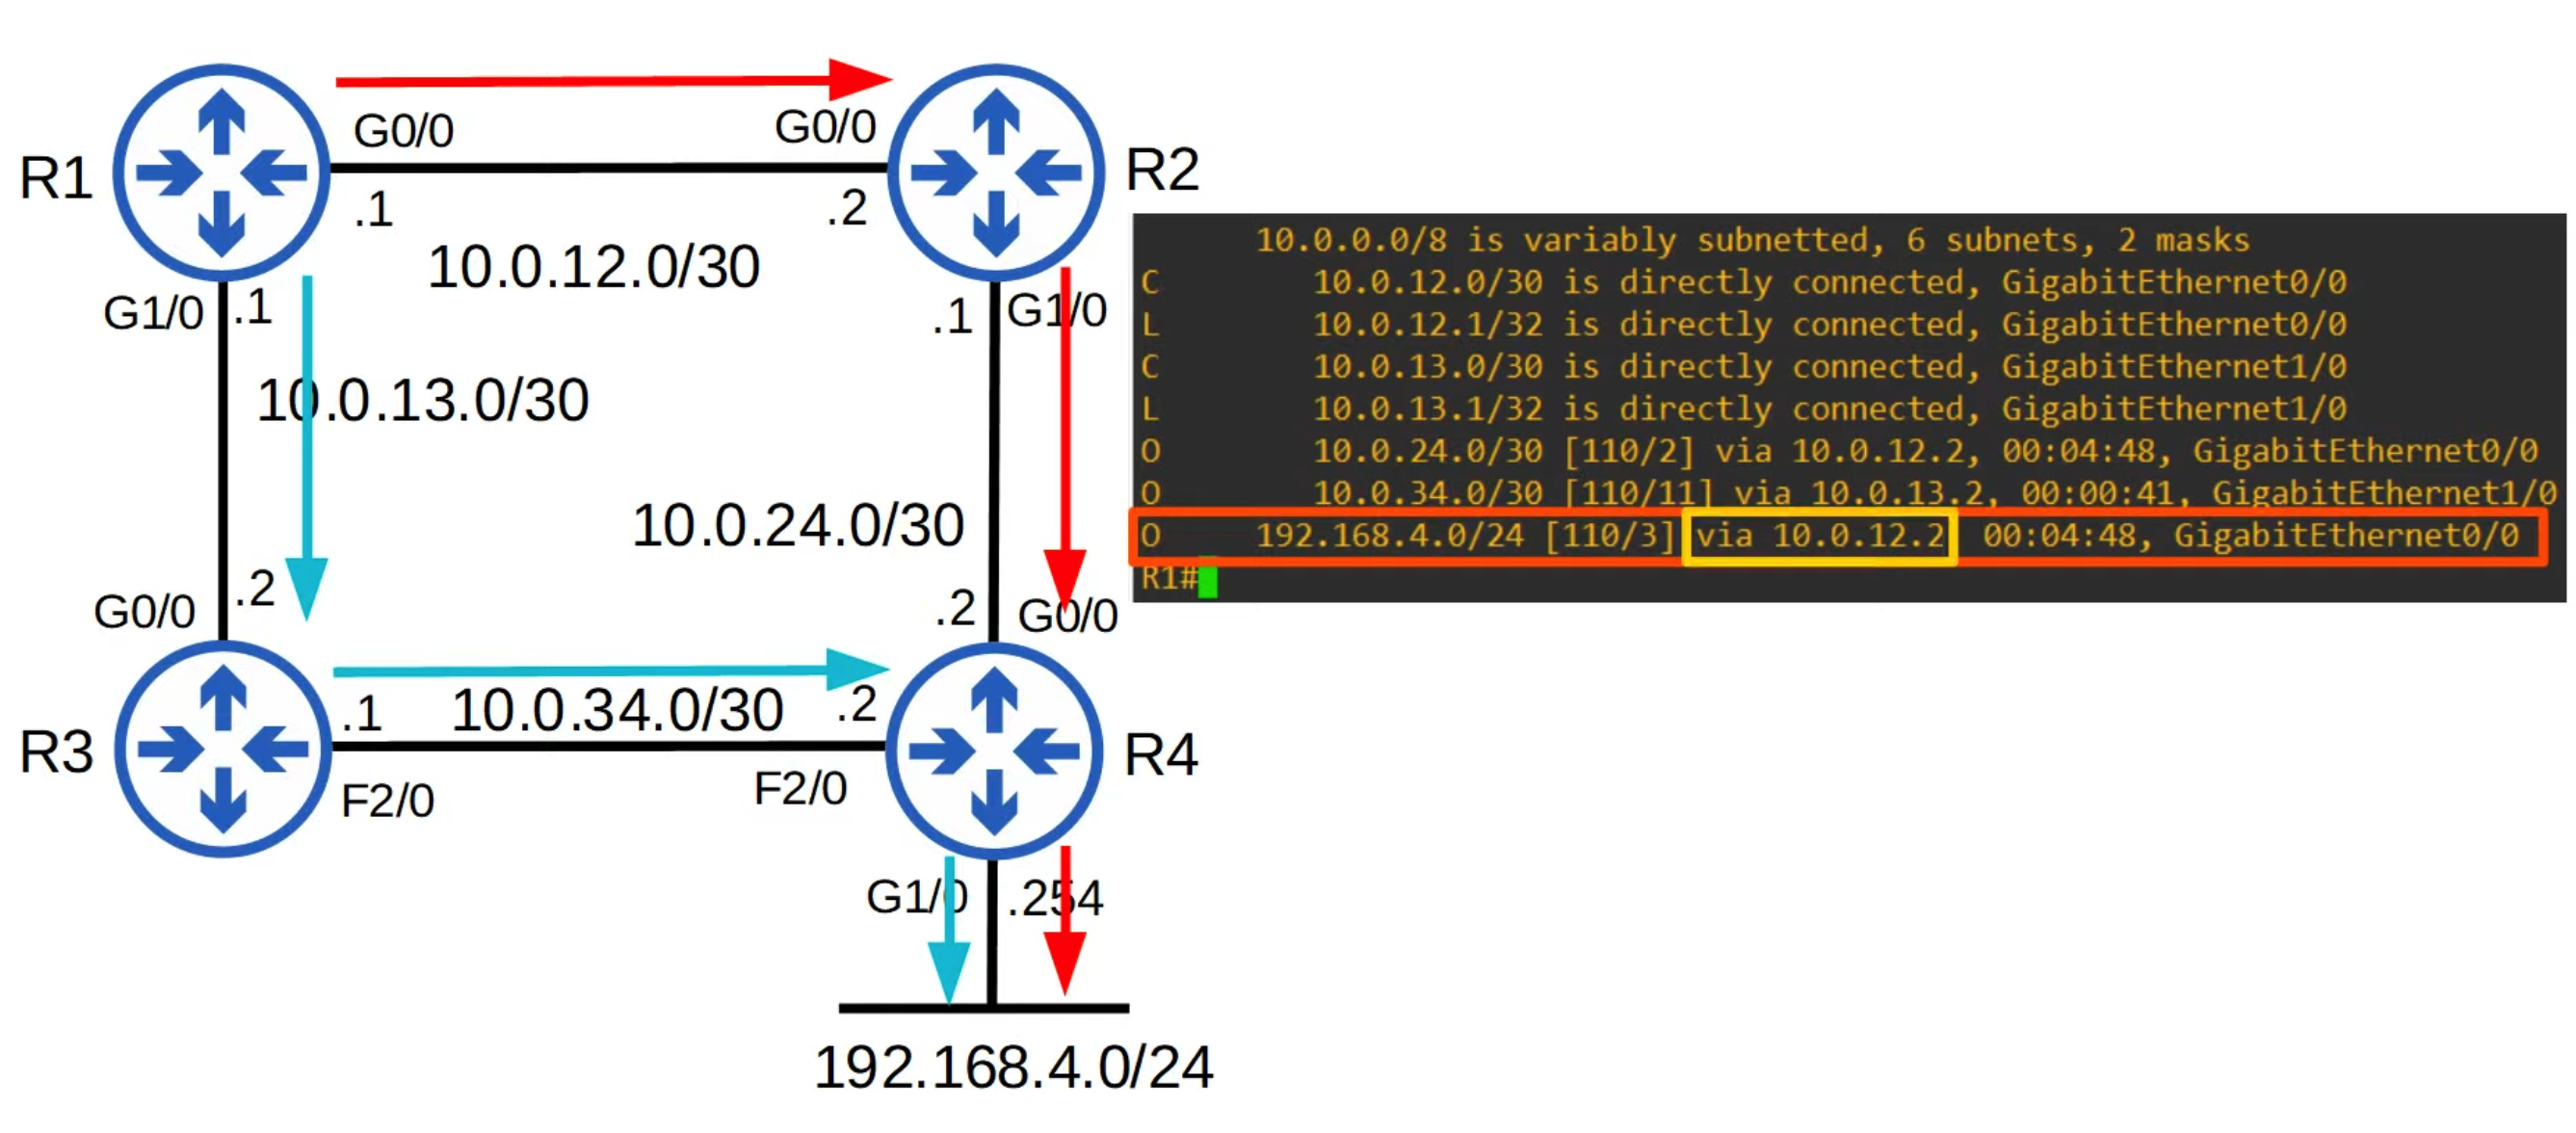 G0/0
G0/0
R1
R2
.1
.2
10.0.12.0/30
G1/0
.1
.1
G1/0
10.0.13.0/30
10.0.24.0/30
G0/0
.2
.2
G0/0
.1
10.0.34.0/30
.2
R3
R4
F2/0
F2/0
G1/0
.254
192.168.4.0/24
10.0.0.0/8 is variably subnetted, 6 subnets, 2 masks
C 10.0.12.0/30 is directly connected, GigabitEthernet0/0
L 10.0.12.1/32 is directly connected, GigabitEthernet0/0
C 10.0.13.0/30 is directly connected, GigabitEthernet1/0
L 10.0.13.1/32 is directly connected, GigabitEthernet1/0
O 10.0.24.0/30 [110/2] via 10.0.12.2, 00:04:48, GigabitEthernet0/0
O 10.0.34.0/30 [110/11] via 10.0.13.2, 00:00:41, GigabitEthernet1/0
O 192.168.4.0/24 [110/3] via 10.0.12.2 00:04:48, GigabitEthernet0/0
R1#